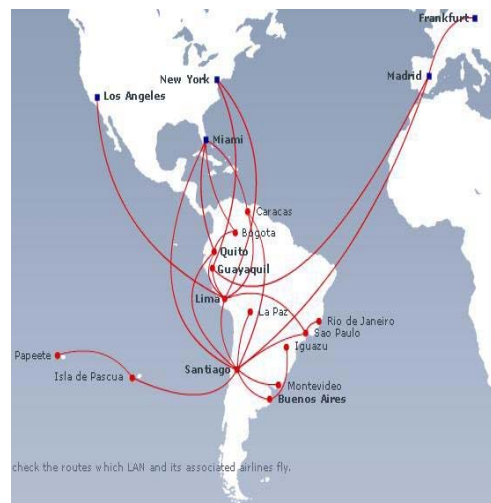 Frankfurt
Madrid
New York
Los Angeles
Miami
Caracas
Bogota
Quito
Guayaquil
Lima
La Paz
Rio de Janeiro
Sao Paulo
Iguazu
Papeete
Isla de Pascua
Santiago
Montevideo
Buenos Aires
check the routes which LAN and its associated airlines fly.